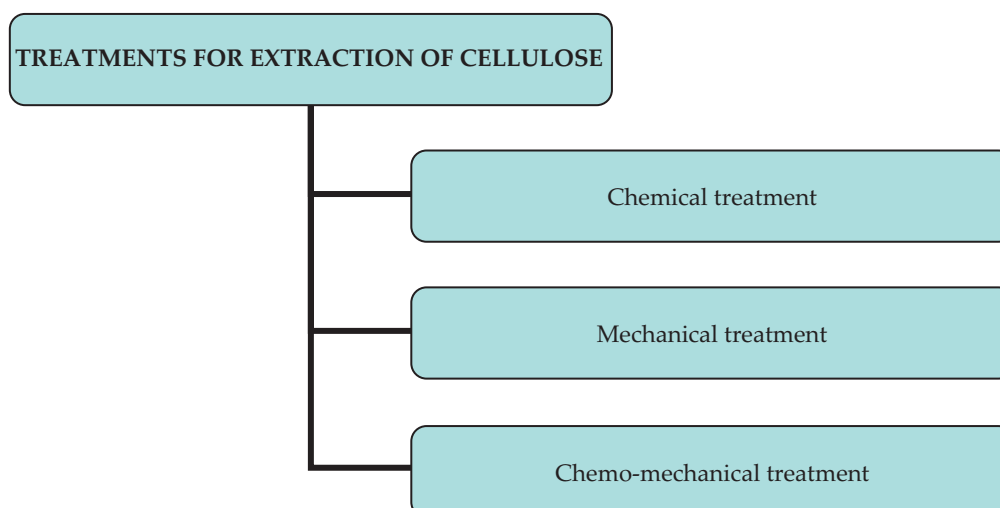 TREATMENTS FOR EXTRACTION OF CELLULOSE
Chemical treatment
Mechanical treatment
Chemo-mechanical treatment